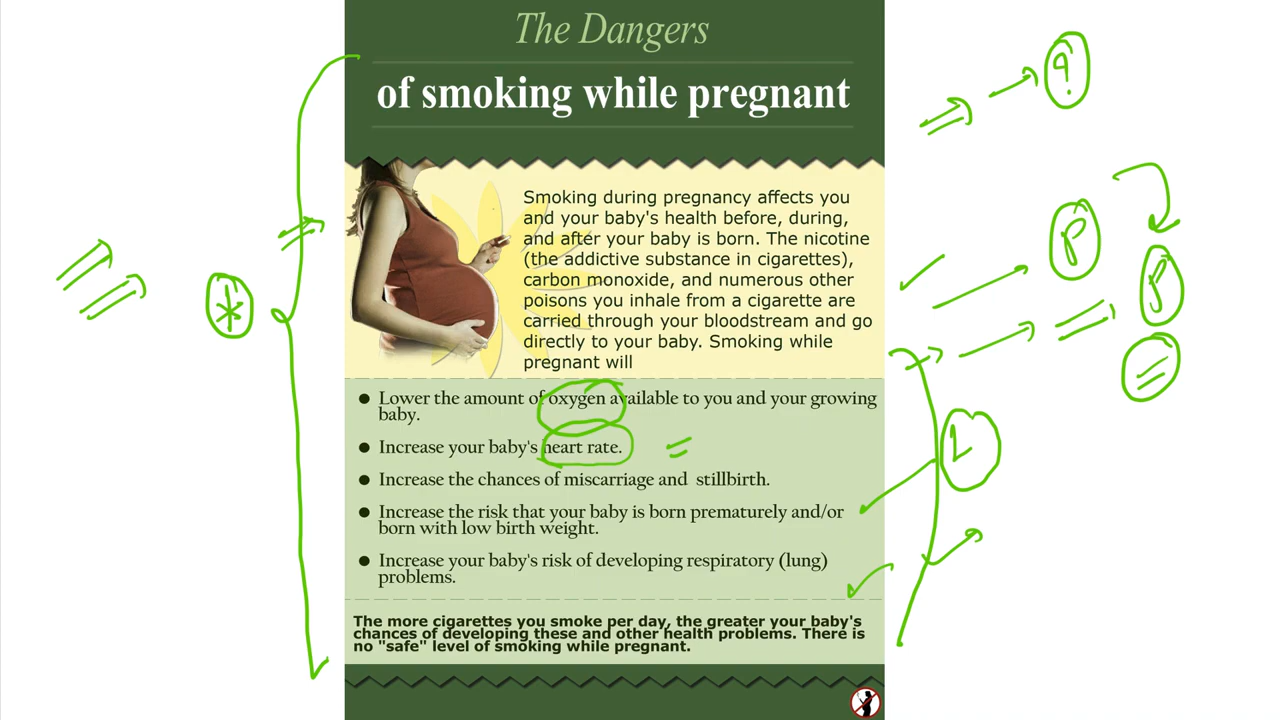 The Dangers
of smoking while pregnant
?
Smoking during pregnancy affects you
and your baby's health before, during,
and after your baby is born. The nicotine
(the addictive substance in cigarettes),
carbon monoxide, and numerous other
poisons you inhale from a cigarette are
carried through your bloodstream and go
directly to your baby. Smoking while
pregnant will
P
*
● Lower the amount of oxygen available to you and your growing
baby.
● Increase your baby's heart rate.
● Increase the chances of miscarriage and stillbirth.
● Increase the risk that your baby is born prematurely and/or
born with low birth weight.
● Increase your baby's risk of developing respiratory (lung)
problems.
L
The more cigarettes you smoke per day, the greater your baby's
chances of developing these and other health problems. There is
no "safe" level of smoking while pregnant.